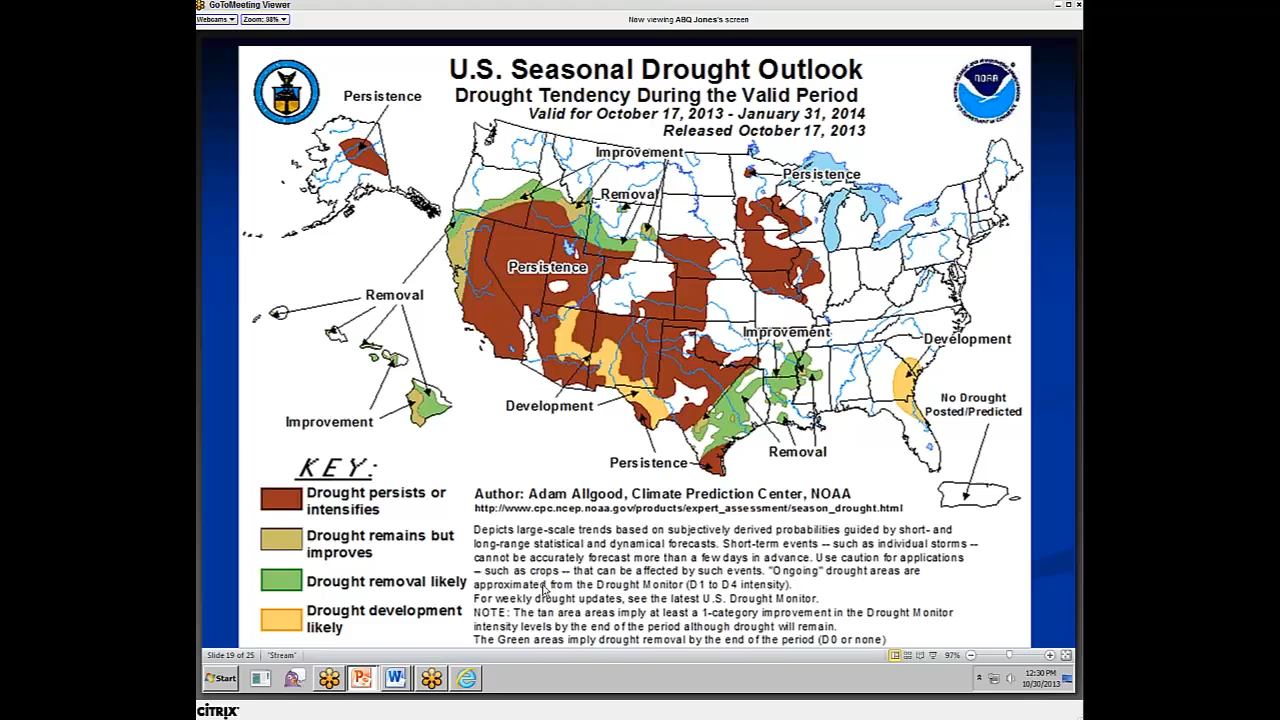 GoToMeeting Viewer
Webcams
Zoom: 38%
Now viewing ABQ Jones's screen
U.S. Seasonal Drought Outlook
Drought Tendency During the Valid Period
Valid for October 17, 2013 - January 31, 2014
Released October 17, 2013
NOAA
Persistence
Improvement
Persistence
Removal
Persistence
Removal
Improvement
Development
Development
No Drought
Posted/Predicted
Improvement
Removal
Persistence
KEY:
Drought persists or
intensifies
Drought remains but
improves
Drought removal likely
Drought development
likely
Author: Adam Allgood, Climate Prediction Center, NOAA
http://www.cpc.ncep.noaa.gov/products/expert_assessment/season_drought.html
Depicts large-scale trends based on subjectively derived probabilities guided by short- and
long-range statistical and dynamical forecasts. Short-term events -- such as individual storms --
cannot be accurately forecast more than a few days in advance. Use caution for applications
-- such as crops -- that can be affected by such events. "Ongoing" drought areas are
approximated from the Drought Monitor (D1 to D4 intensity).
For weekly drought updates, see the latest U.S. Drought Monitor.
NOTE: The tan area areas imply at least a 1-category improvement in the Drought Monitor
intensity levels by the end of the period although drought will remain.
The Green areas imply drought removal by the end of the period (D0 or none)
Slide 19 of 25
"Stream"
97%
Start
12:30 PM
10/30/2013
CITRIX